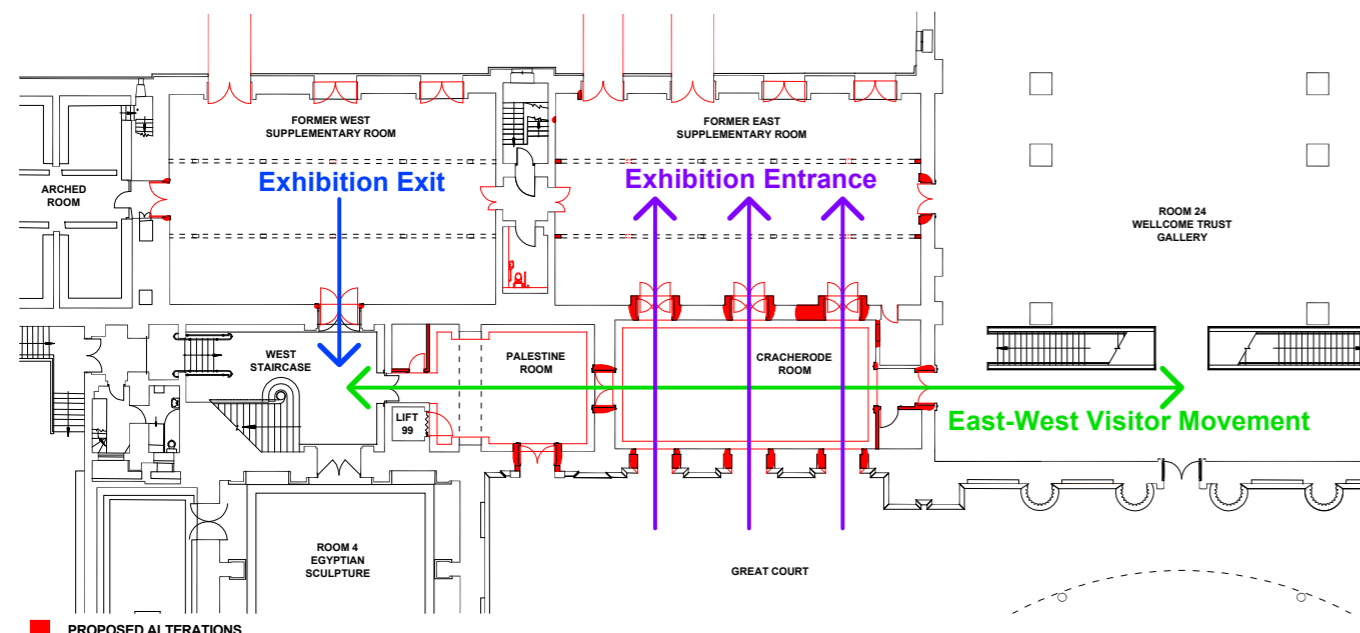 FORMER WEST
SUPPLEMENTARY ROOM
FORMER EAST
SUPPLEMENTARY ROOM
Exhibition Exit
Exhibition Entrance
ARCHED
ROOM
ROOM 24
WELLCOME TRUST
GALLERY
WEST
STAIRCASE
PALESTINE
ROOM
CRACHERODE
ROOM
LIFT
99
East-West Visitor Movement
ROOM 4
EGYPTIAN
SCULPTURE
GREAT COURT
PROPOSED ALTERATIONS